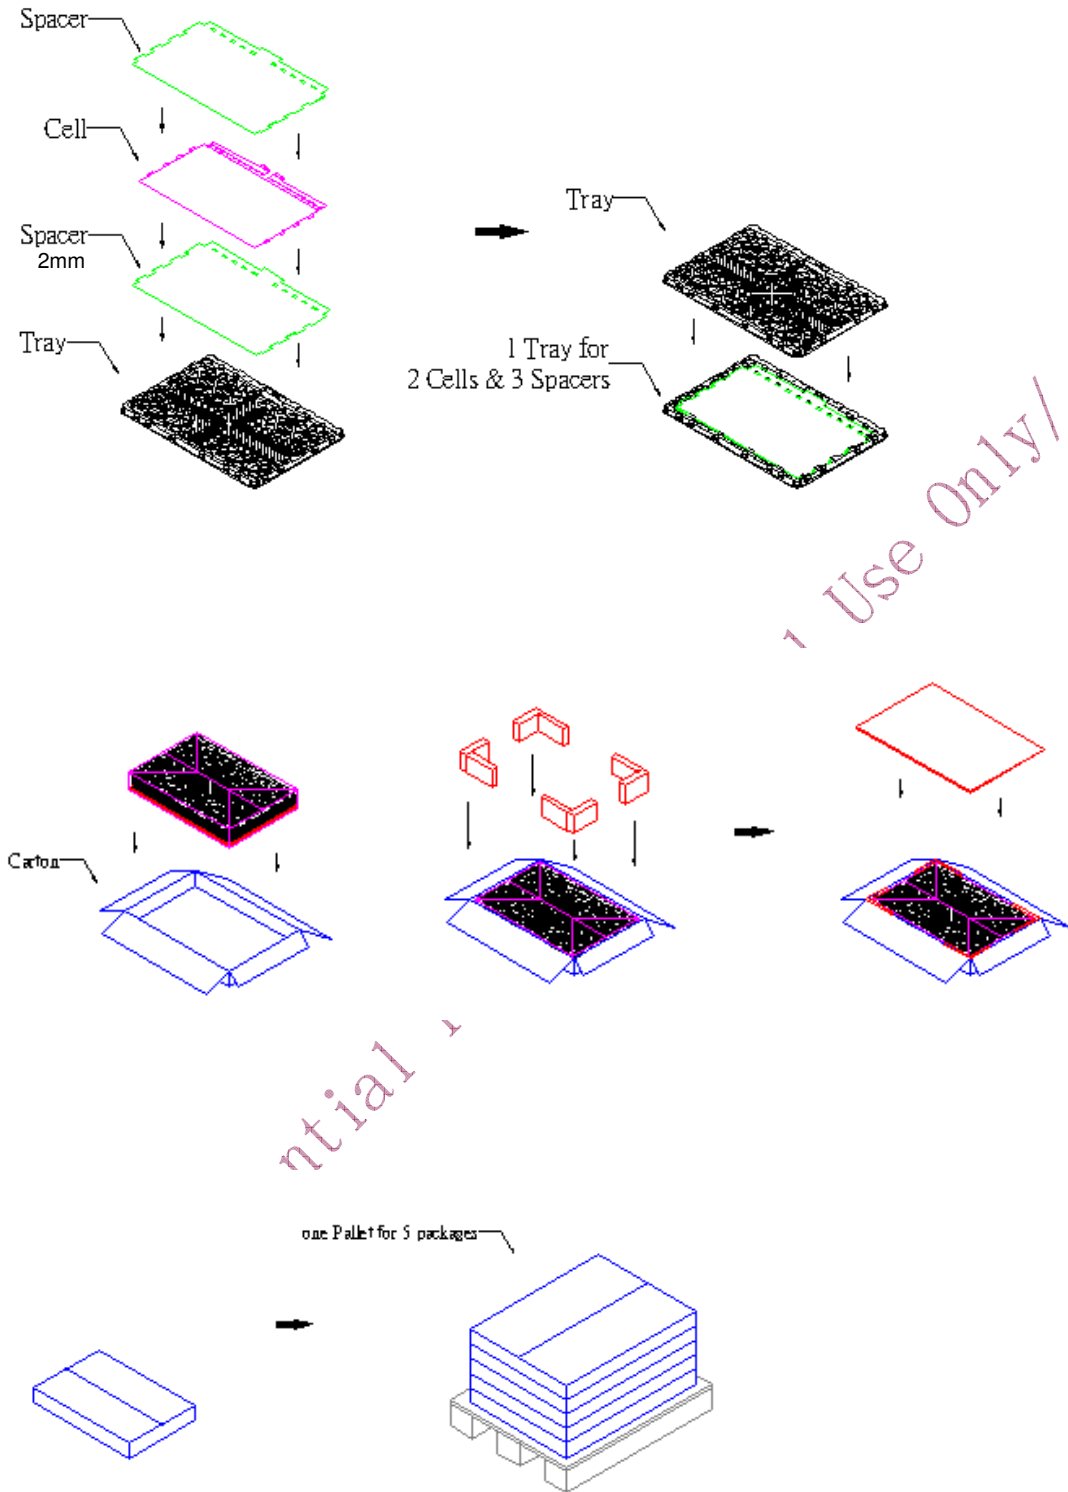 Spacer
Cell
Spacer
2mm
Tray
Tray
1 Tray for
2 Cells & 3 Spacers
Use Only/
Carton
ntial
one Pallet for 5 packages